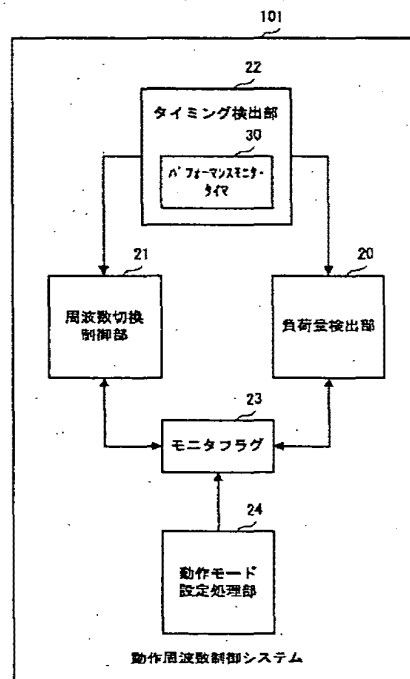 101
22
タイミング検出部
30
パフォーマンスモニター
タイマ
21
20
周波数切換
制御部
負荷量検出部
23
モニタフラグ
24
動作モード
設定処理部
動作周波数制御システム